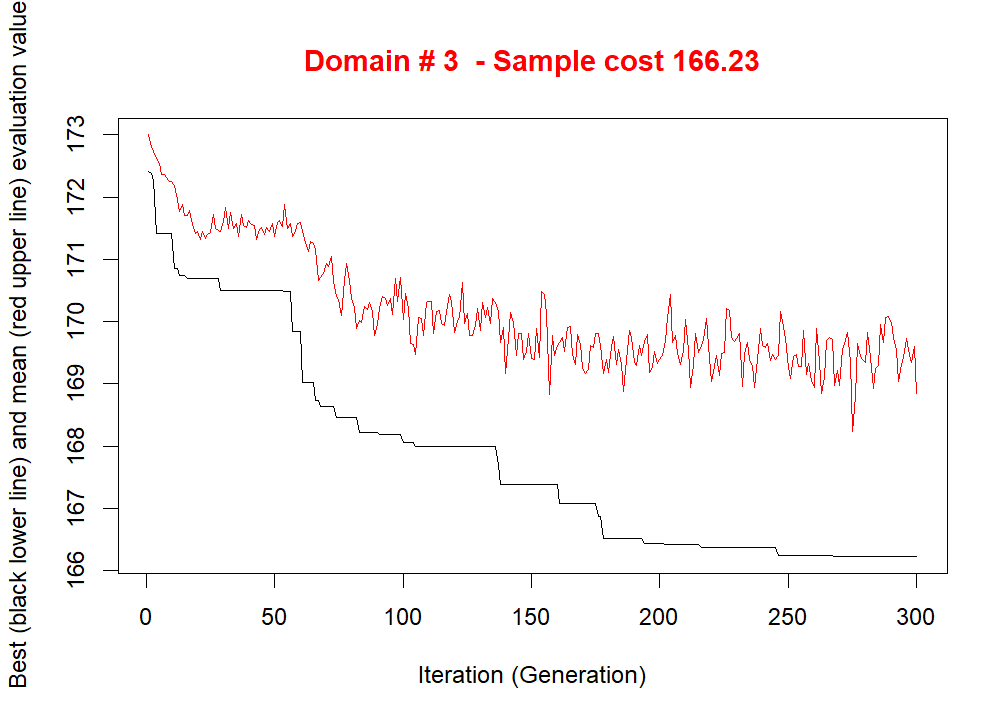 Domain # 3  - Sample cost 166.23
Best (black lower line) and mean (red upper line) evaluation value
173
172
171
170
169
168
167
166
0 50 100 150 200 250 300
Iteration (Generation)